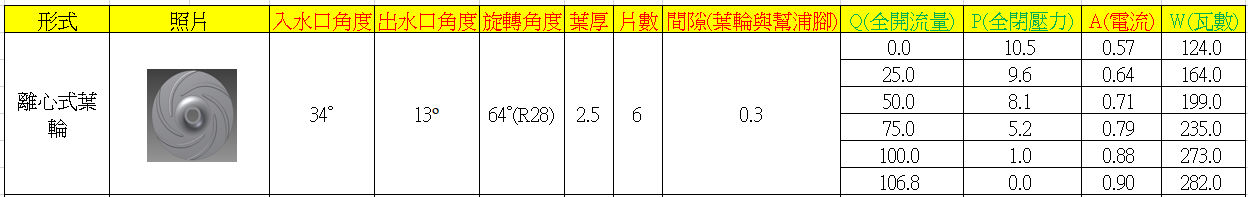 形式 照片 入水口角度 出水口角度 旋轉角度 葉厚 片數 間隙(葉輪與幫浦腳) Q(全開流量) P(全閉壓力) A(電流) W(瓦數)
離心式葉
輪
34° 13° 64°(R28) 2.5 6 0.3
0.0 10.5 0.57 124.0
25.0 9.6 0.64 164.0
50.0 8.1 0.71 199.0
75.0 5.2 0.79 235.0
100.0 1.0 0.88 273.0
106.8 0.0 0.90 282.0